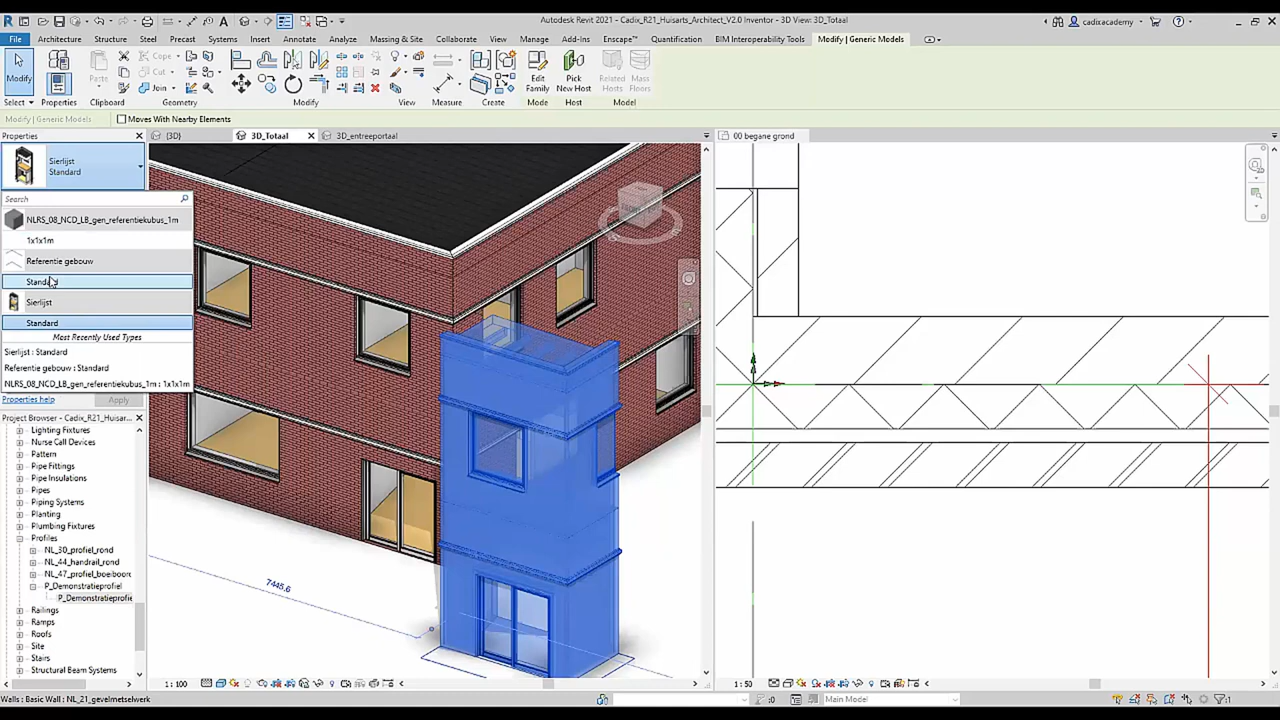 Autodesk Revit 2021 - Cadix_R21_Huisarts_Architect_V2.0 Inventor - 3D View: 3D_Totaal
cadixacademy
File Architecture Structure Steel Precast Systems Insert Annotate Analyze Massing & Site Collaborate View Manage Add-Ins Enscape™ Quantification BIM Interoperability Tools Modify | Generic Models
Modify
Properties
Paste
Cope
Cut
Join
Edit Family
Pick New Host
Related Hosts
Mass Floors
Select
Properties
Clipboard
Geometry
Modify
View
Measure
Create
Mode
Host
Model
Modify | Generic Models
Moves With Nearby Elements
Properties
{3D}
3D_Totaal
3D_entreeportaal
00 begane grond
Sierlijst
Standard
Search
NLRS_08_NCD_LB_gen_referentiekubus_1m
1x1x1m
Referentie gebouw
Standard
Sierlijst
Standard
Most Recently Used Types
Sierlijst : Standard
Referentie gebouw : Standard
NLRS_08_NCD_LB_gen_referentiekubus_1m : 1x1x1m
Properties help
Apply
Project Browser - Cadix_R21_Huisart...
Lighting Fixtures
Nurse Call Devices
Pattern
Pipe Fittings
Pipe Insulations
Pipes
Piping Systems
Planting
Plumbing Fixtures
Profiles
NL_30_profiel_rond
NL_44_handrail_rond
NL_47_profiel_boeiboord
P_Demonstratieprofiel
P_Demonstratieprofie
Railings
Ramps
Roofs
Site
Stairs
Structural Beam Systems
7445.6
1 : 100
1 : 50
Walls : Basic Wall : NL_21_gevelmetselwerk
:0
Main Model
:1